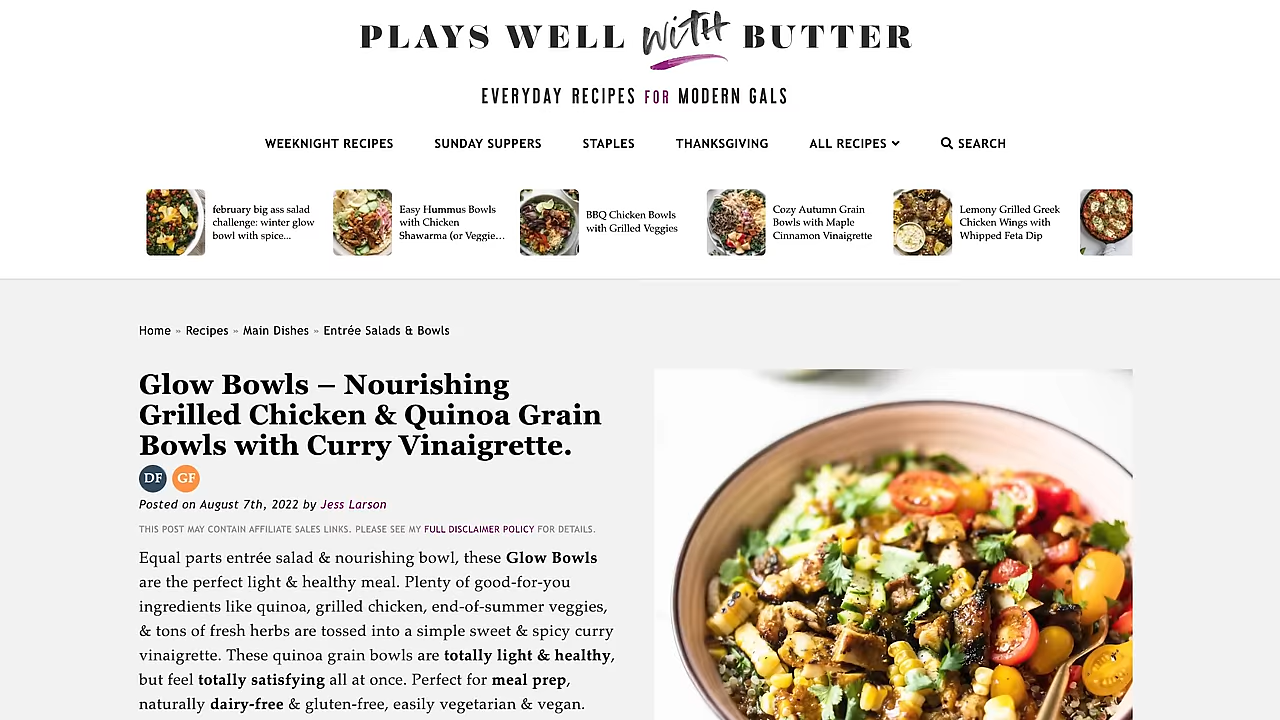 PLAYS WELL with BUTTER
EVERYDAY RECIPES FOR MODERN GALS
WEEKNIGHT RECIPES SUNDAY SUPPERS STAPLES THANKSGIVING ALL RECIPES SEARCH
february big ass salad
challenge: winter glow
bowl with spice...
Easy Hummus Bowls
with Chicken
Shawarma (or Veggie...
BBQ Chicken Bowls
with Grilled Veggies
Cozy Autumn Grain
Bowls with Maple
Cinnamon Vinaigrette
Lemony Grilled Greek
Chicken Wings with
Whipped Feta Dip
Home » Recipes » Main Dishes » Entrée Salads & Bowls
Glow Bowls – Nourishing
Grilled Chicken & Quinoa Grain
Bowls with Curry Vinaigrette.
DF GF
Posted on August 7th, 2022 by Jess Larson
THIS POST MAY CONTAIN AFFILIATE SALES LINKS. PLEASE SEE MY FULL DISCLAIMER POLICY FOR DETAILS.
Equal parts entrée salad & nourishing bowl, these Glow Bowls
are the perfect light & healthy meal. Plenty of good-for-you
ingredients like quinoa, grilled chicken, end-of-summer veggies,
& tons of fresh herbs are tossed into a simple sweet & spicy curry
vinaigrette. These quinoa grain bowls are totally light & healthy,
but feel totally satisfying all at once. Perfect for meal prep,
naturally dairy-free & gluten-free, easily vegetarian & vegan.